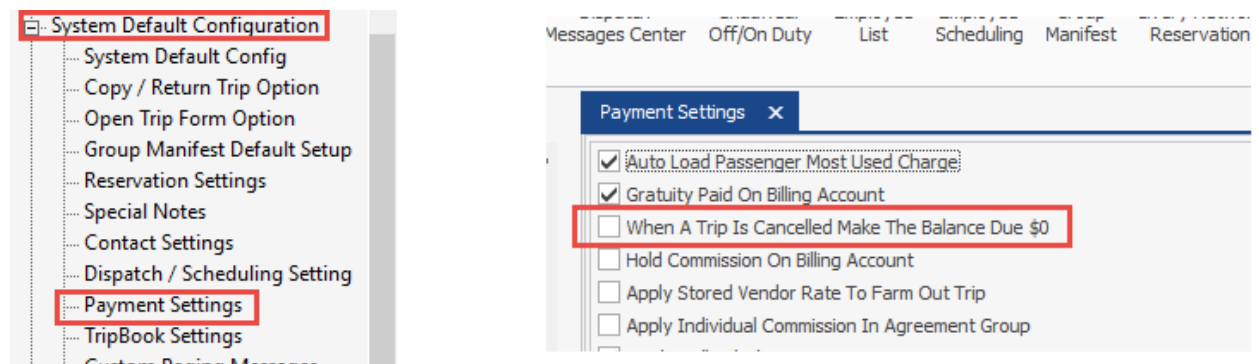 System Default Configuration
System Default Config
Copy / Return Trip Option
Open Trip Form Option
Group Manifest Default Setup
Reservation Settings
Special Notes
Contact Settings
Dispatch / Scheduling Setting
Payment Settings
TripBook Settings
Custom Paging Messages
Messages Center Off/On Duty List Scheduling Manifest Reservation
Payment Settings ×
Auto Load Passenger Most Used Charge
Gratuity Paid On Billing Account
When A Trip Is Cancelled Make The Balance Due $0
Hold Commission On Billing Account
Apply Stored Vendor Rate To Farm Out Trip
Apply Individual Commission In Agreement Group